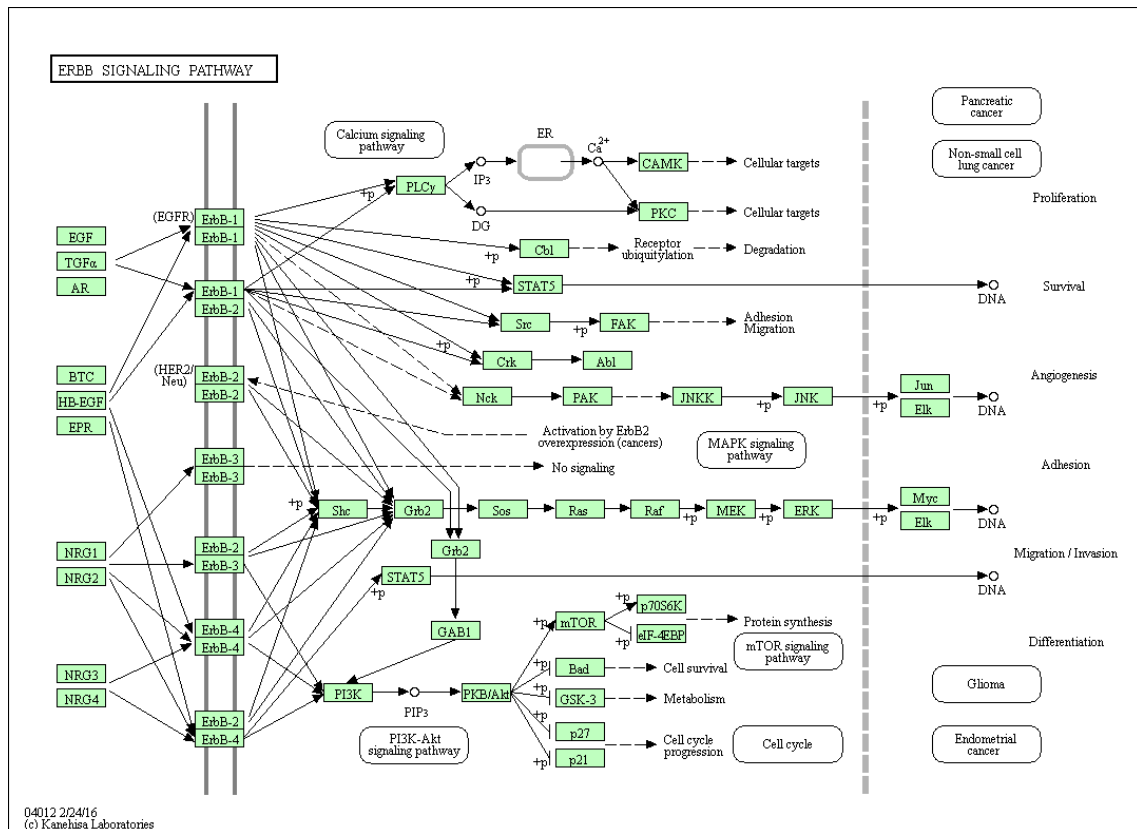 ERBB SIGNALING PATHWAY
Calcium signaling
pathway
ER
Ca2+
IP3
DG
PLCγ
+p
CAMK
Cellular targets
PKC
Cellular targets
Pancreatic
cancer
Non-small cell
lung cancer
Proliferation
(EGFR)
ErbB-1
ErbB-1
EGF
TGFα
AR
+p
Cbl
Receptor
ubiquitylation
Degradation
ErbB-1
ErbB-2
+p
STAT5
DNA
Survival
+p
Src
+p
FAK
Adhesion
Migration
+p
Crk
Abl
BTC
HB-EGF
EPR
(HER2/
Neu)
ErbB-2
ErbB-2
Nck
PAK
JNKK
+p
JNK
+p
Jun
Elk
DNA
Angiogenesis
Activation by ErbB2
overexpression (cancers)
MAPK signaling
pathway
ErbB-3
ErbB-3
No signaling
Adhesion
+p
Shc
Grb2
Sos
Ras
Raf
+p
MEK
+p
ERK
+p
Myc
Elk
DNA
NRG1
NRG2
ErbB-2
ErbB-3
Grb2
STAT5
+p
DNA
Migration / Invasion
ErbB-4
ErbB-4
GAB1
+p
mTOR
+p
p70S6K
+p
eIF-4EBP
Protein synthesis
mTOR signaling
pathway
Differentiation
NRG3
NRG4
+p
Bad
Cell survival
PI3K
PIP3
PKB/Akt
+p
GSK-3
Metabolism
Glioma
ErbB-2
ErbB-4
PI3K-Akt
signaling pathway
+p
p27
+p
p21
Cell cycle
progression
Cell cycle
Endometrial
cancer
04012 2/24/16
(c) Kanehisa Laboratories